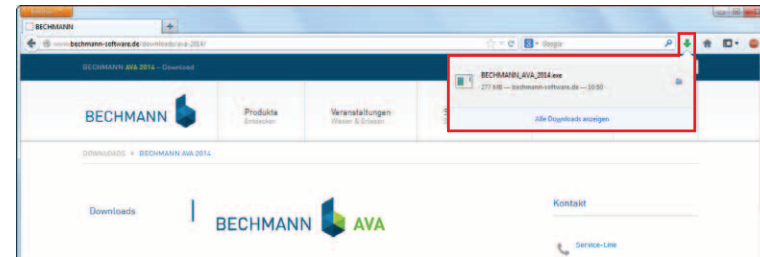 BECHMANN
www.bechmann-software.de/downloads/ava-2014/
Google
BECHMANN AVA 2014 – Download
BECHMANN_AVA_2014.exe
277 MB — bechmann-software.de — 10:50
Alle Downloads anzeigen
BECHMANN
Produkte
Entdecken
Veranstaltungen
Wissen & Erleben
DOWNLOADS
BECHMANN AVA 2014
Downloads
BECHMANN AVA
Kontakt
Service-Line